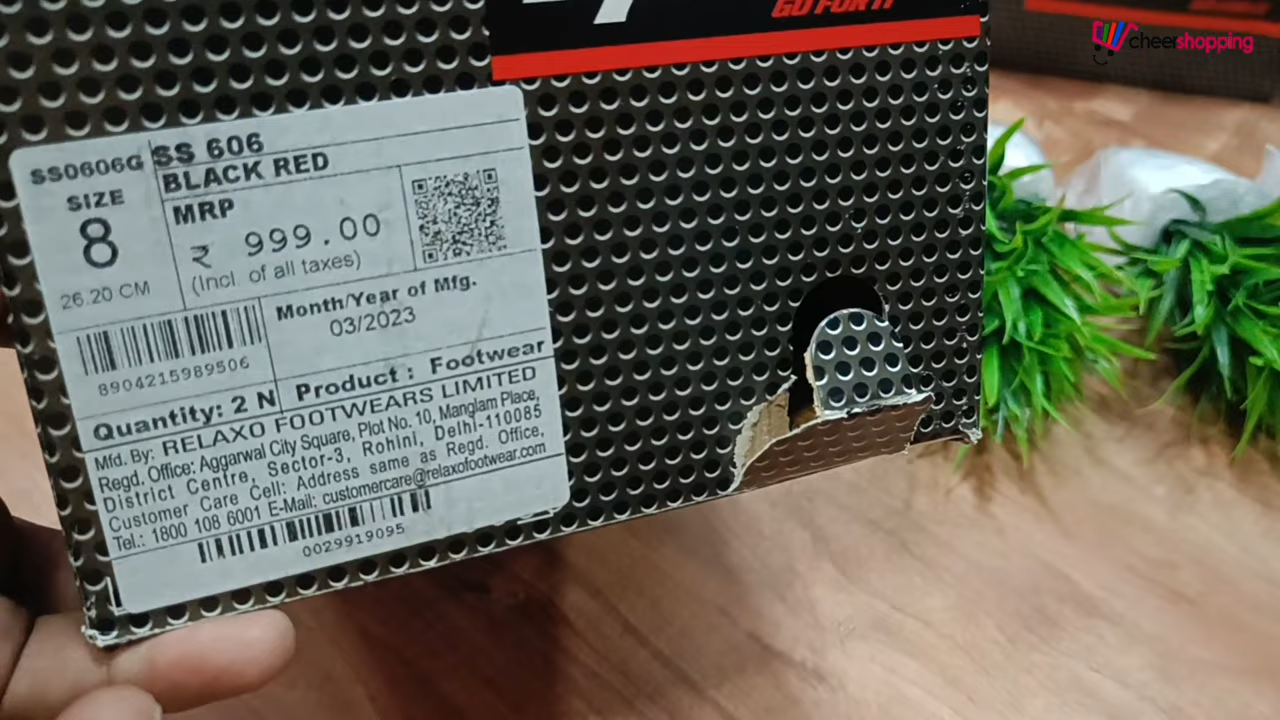 GO FOR IT
cheershopping
SS0606G SS 606
BLACK RED
SIZE
8
26.20 CM
MRP
₹ 999.00
(Incl. of all taxes)
Month/Year of Mfg.
03/2023
8904215989506
Quantity: 2 N Product : Footwear
Mfd. By: RELAXO FOOTWEARS LIMITED
Regd. Office: Aggarwal City Square, Plot No. 10, Manglam Place,
District Centre, Sector-3, Rohini, Delhi-110085
Customer Care Cell: Address same as Regd. Office,
Tel.: 1800 108 6001 E-Mail: customercare@relaxofootwear.com
0029919095